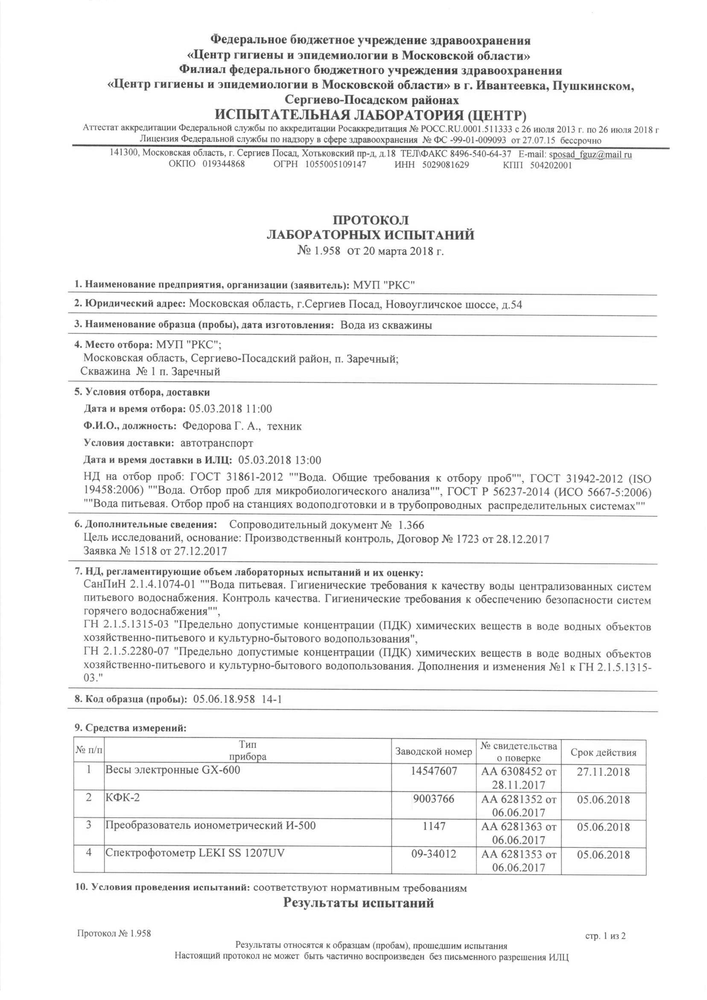 Федеральное бюджетное учреждение здравоохранения
«Центр гигиены и эпидемиологии в Московской области»
Филиал федерального бюджетного учреждения здравоохранения
«Центр гигиены и эпидемиологии в Московской области» в г. Ивантеевка, Пушкинском,
Сергиево-Посадском районах
ИСПЫТАТЕЛЬНАЯ ЛАБОРАТОРИЯ (ЦЕНТР)
Аттестат аккредитации Федеральной службы по аккредитации Росаккредитация № РОСС.RU.0001.511333 с 26 июля 2013 г. по 26 июля 2018 г
Лицензия Федеральной службы по надзору в сфере здравоохранения № ФС -99-01-009093 от 27.07.15 бессрочно
141300, Московская область, г. Сергиев Посад, Хотьковский пр-д, д.18 ТЕЛ\ФАКС 8496-540-64-37 E-mail: sposad_fguz@mail ru
ОКПО 019344868 ОГРН 1055005109147 ИНН 5029081629 КПП 504202001
ПРОТОКОЛ
ЛАБОРАТОРНЫХ ИСПЫТАНИЙ
№ 1.958 от 20 марта 2018 г.
1. Наименование предприятия, организации (заявитель): МУП "РКС"
2. Юридический адрес: Московская область, г.Сергиев Посад, Новоугличское шоссе, д.54
3. Наименование образца (пробы), дата изготовления: Вода из скважины
4. Место отбора: МУП "РКС";
Московская область, Сергиево-Посадский район, п. Заречный;
Скважина № 1 п. Заречный
5. Условия отбора, доставки
Дата и время отбора: 05.03.2018 11:00
Ф.И.О., должность: Федорова Г. А., техник
Условия доставки: автотранспорт
Дата и время доставки в ИЛЦ: 05.03.2018 13:00
НД на отбор проб: ГОСТ 31861-2012 ""Вода. Общие требования к отбору проб"", ГОСТ 31942-2012 (ISO
19458:2006) ""Вода. Отбор проб для микробиологического анализа"", ГОСТ Р 56237-2014 (ИСО 5667-5:2006)
""Вода питьевая. Отбор проб на станциях водоподготовки и в трубопроводных распределительных системах""
6. Дополнительные сведения: Сопроводительный документ № 1.366
Цель исследований, основание: Производственный контроль, Договор № 1723 от 28.12.2017
Заявка № 1518 от 27.12.2017
7. НД, регламентирующие объем лабораторных испытаний и их оценку:
СанПиН 2.1.4.1074-01 ""Вода питьевая. Гигиенические требования к качеству воды централизованных систем
питьевого водоснабжения. Контроль качества. Гигиенические требования к обеспечению безопасности систем
горячего водоснабжения"",
ГН 2.1.5.1315-03 "Предельно допустимые концентрации (ПДК) химических веществ в воде водных объектов
хозяйственно-питьевого и культурно-бытового водопользования",
ГН 2.1.5.2280-07 "Предельно допустимые концентрации (ПДК) химических веществ в воде водных объектов
хозяйственно-питьевого и культурно-бытового водопользования. Дополнения и изменения №1 к ГН 2.1.5.1315-
03."
8. Код образца (пробы): 05.06.18.958 14-1
9. Средства измерений:
№ п/п Тип прибора Заводской номер № свидетельства о поверке Срок действия
1 Весы электронные GX-600 14547607 АА 6308452 от 28.11.2017 27.11.2018
2 КФК-2 9003766 АА 6281352 от 06.06.2017 05.06.2018
3 Преобразователь ионометрический И-500 1147 АА 6281363 от 06.06.2017 05.06.2018
4 Спектрофотометр LEKI SS 1207UV 09-34012 АА 6281353 от 06.06.2017 05.06.2018
10. Условия проведения испытаний: соответствуют нормативным требованиям
Результаты испытаний
Протокол № 1.958
стр. 1 из 2
Результаты относятся к образцам (пробам), прошедшим испытания
Настоящий протокол не может быть частично воспроизведен без письменного разрешения ИЛЦ